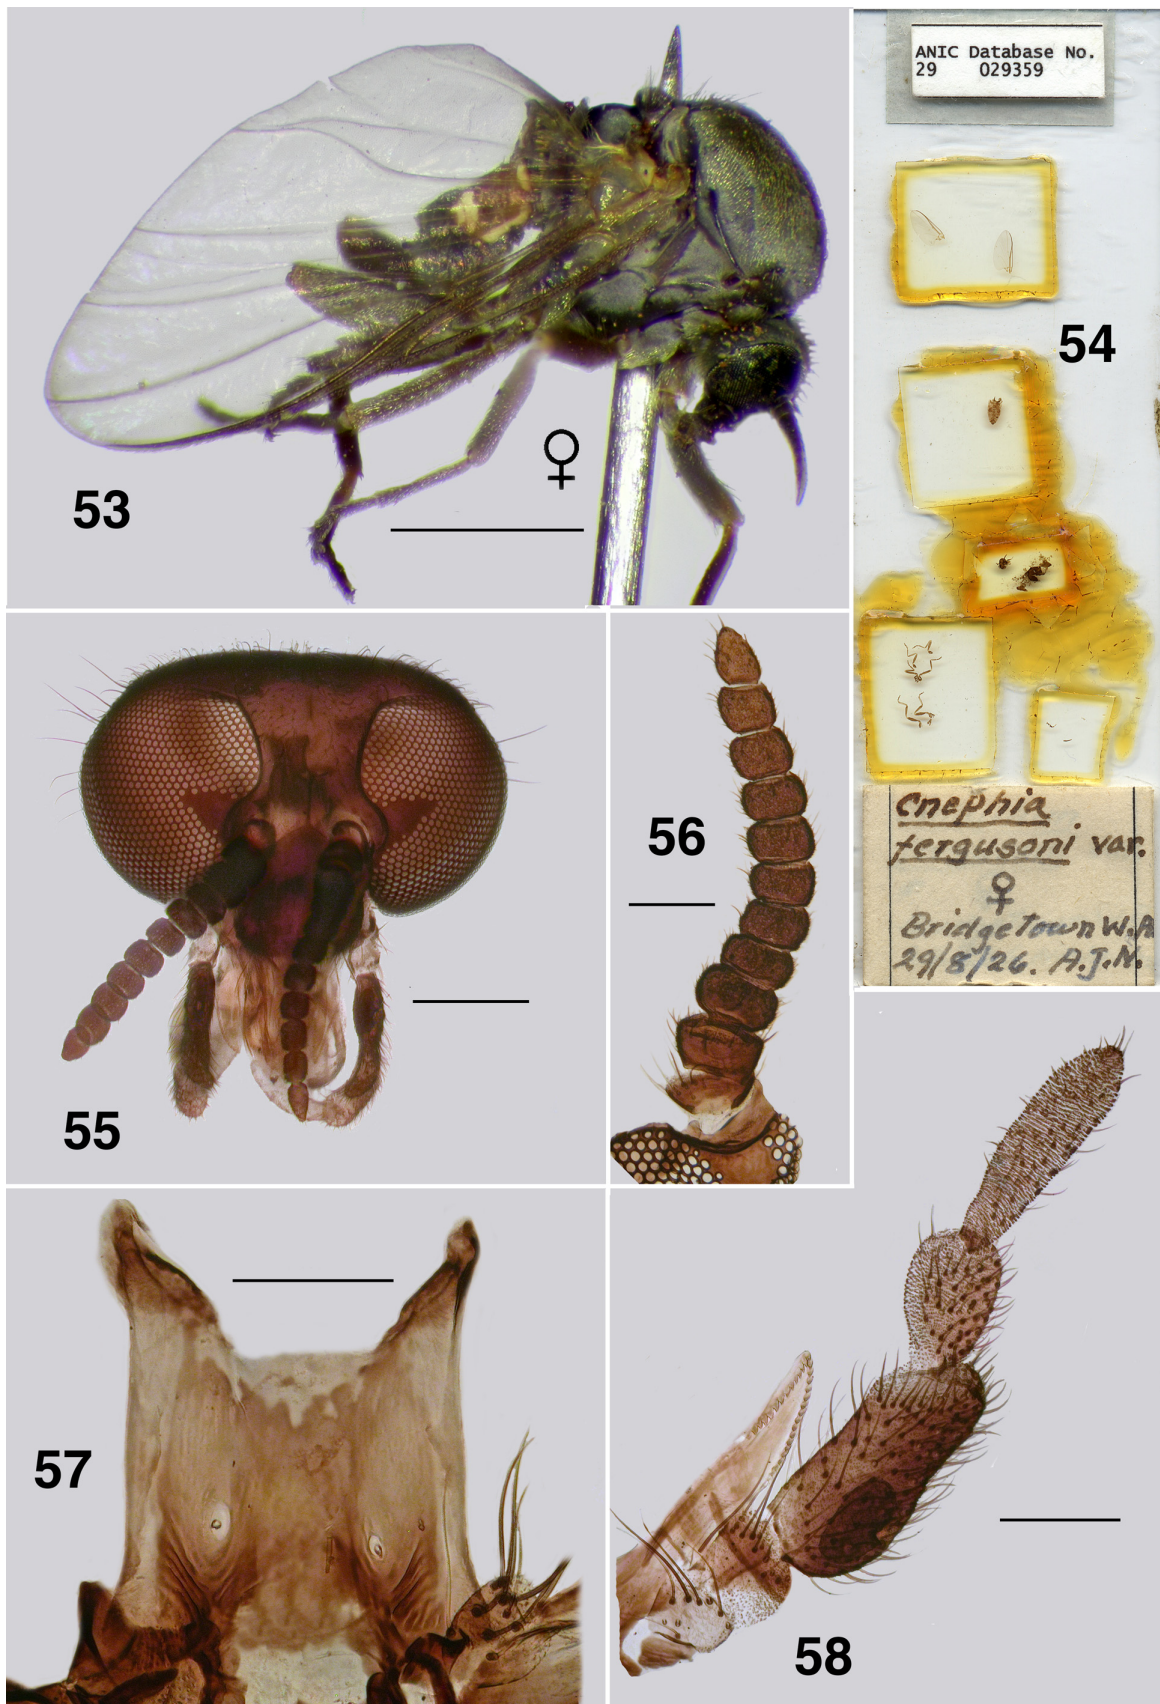 53
♀
ANIC Database No.
29 029359
54
Cnephia
fergusoni var.
♀
Bridgetown W.A.
29/8/26. A.J.N.
55
56
57
58